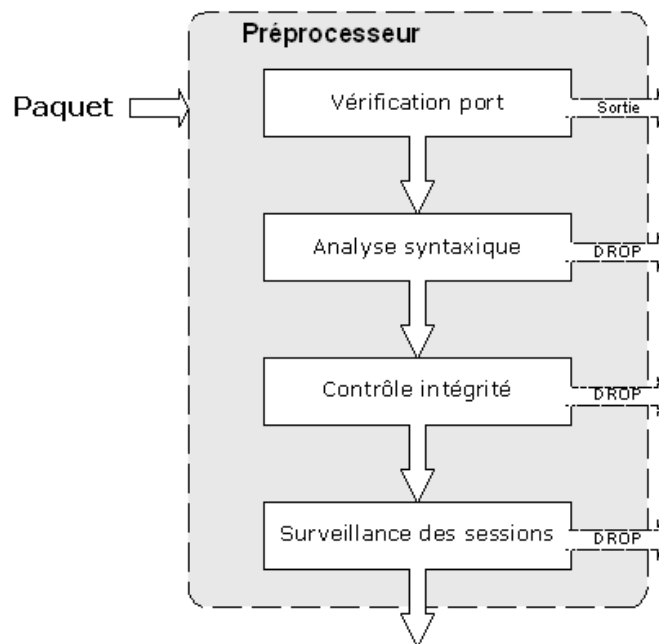 Préprocesseur
Paquet
Vérification port
Sortie
Analyse syntaxique
DROP
Contrôle intégrité
DROP
Surveillance des sessions
DROP